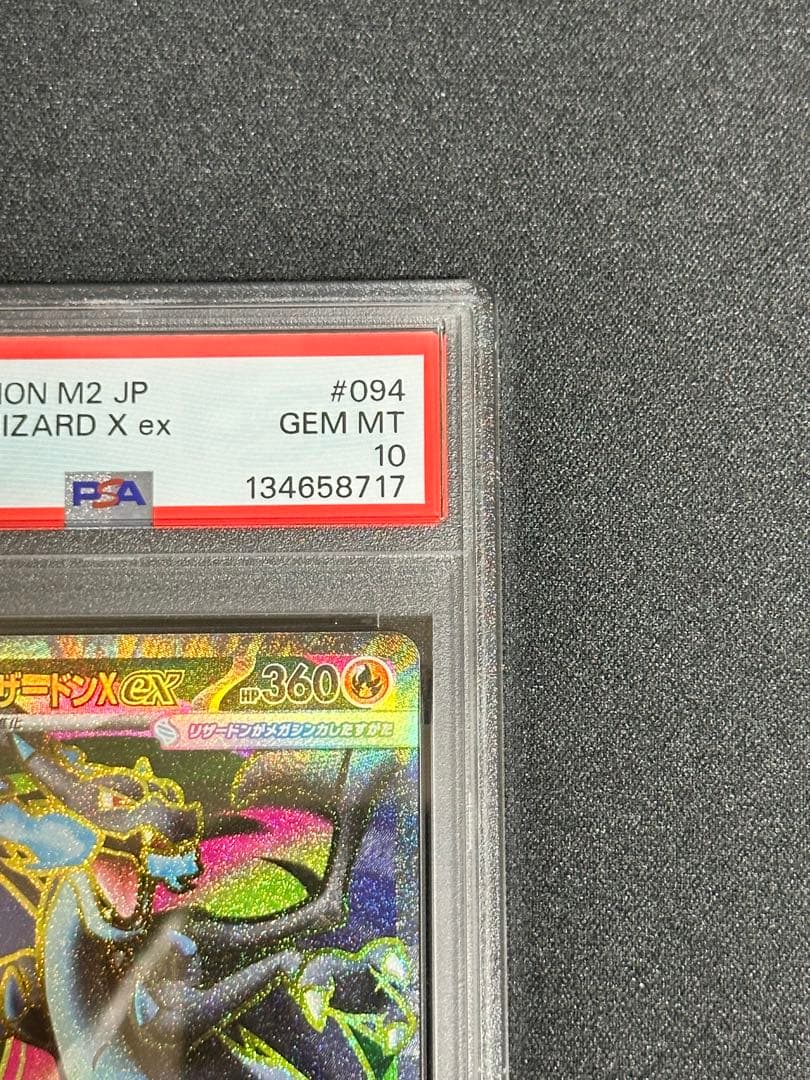 ION M2 JP #094
IZARD X ex GEM MT
10
PSA 134658717
ザードンXex HP360
化
リザードンがメガシンカしたすがた